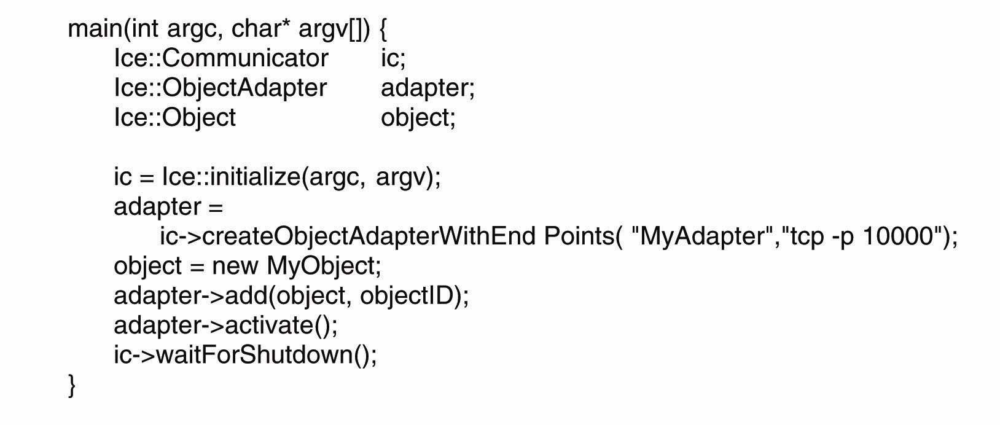 main(int argc, char* argv[]) {
Ice::Communicator ic;
Ice::ObjectAdapter adapter;
Ice::Object object;
ic = Ice::initialize(argc, argv);
adapter =
ic->createObjectAdapterWithEnd Points( "MyAdapter","tcp -p 10000");
object = new MyObject;
adapter->add(object, objectID);
adapter->activate();
ic->waitForShutdown();
}